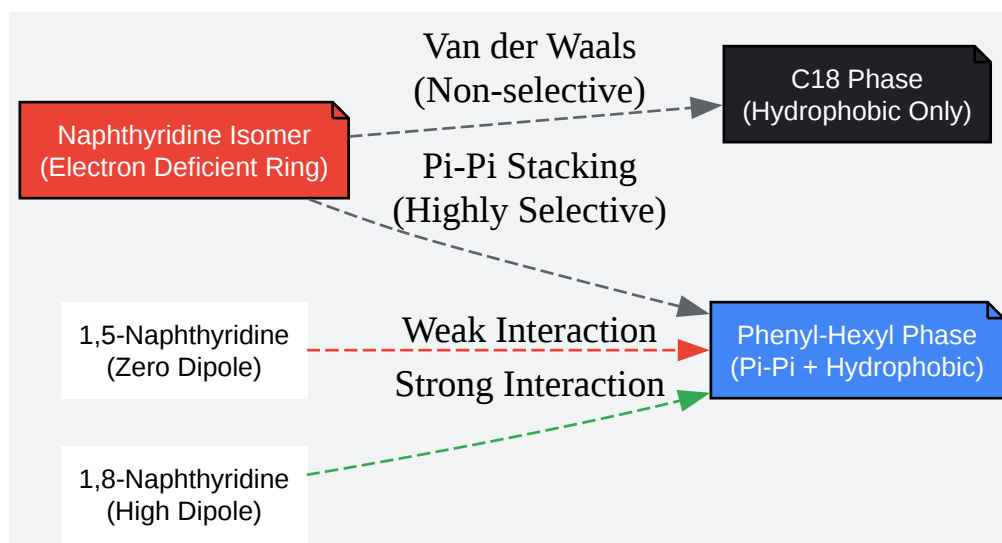 Van der Waals
(Non-selective)
C18 Phase
(Hydrophobic Only)
Naphthyridine Isomer
(Electron Deficient Ring)
Pi-Pi Stacking
(Highly Selective)
1,5-Naphthyridine
(Zero Dipole)
Weak Interaction
Phenyl-Hexyl Phase
(Pi-Pi + Hydrophobic)
Strong Interaction
1,8-Naphthyridine
(High Dipole)